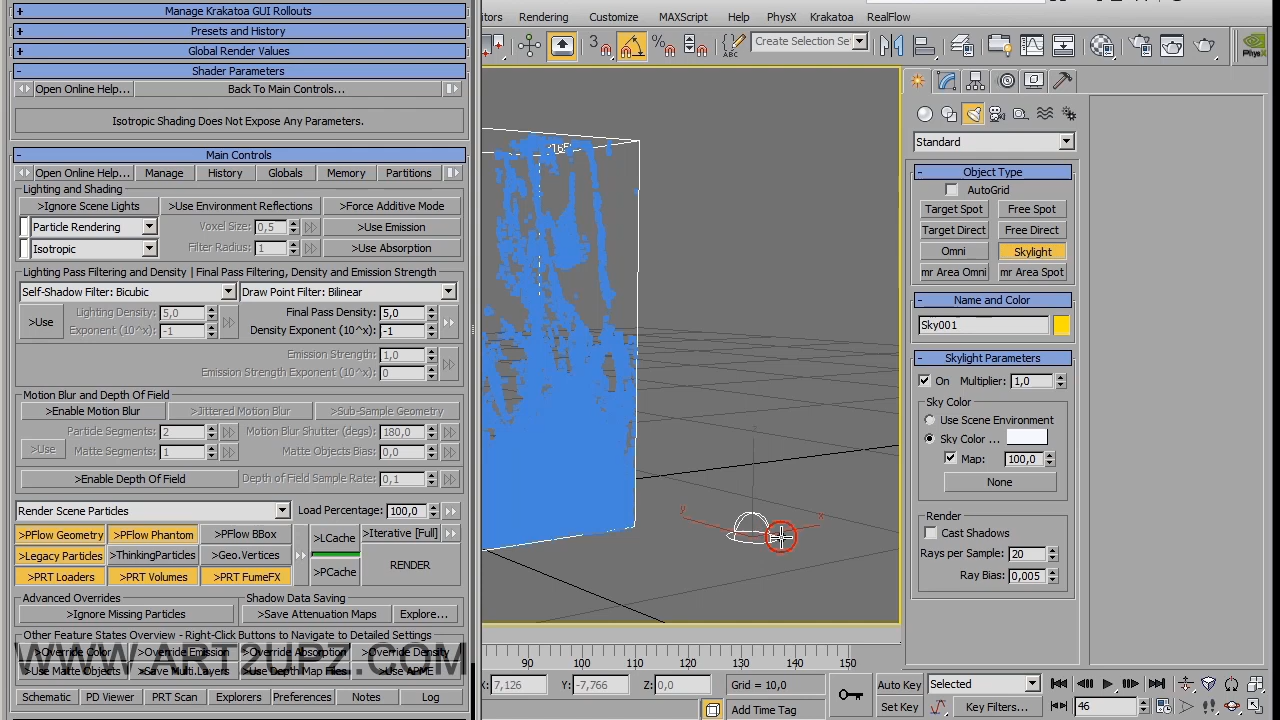 Manage Krakatoa GUI Rollouts
Presets and History
Global Render Values
Shader Parameters
Open Online Help... Back To Main Controls...
Isotropic Shading Does Not Expose Any Parameters.
Main Controls
Open Online Help... Manage History Globals Memory Partitions
Lighting and Shading
>Ignore Scene Lights >Use Environment Reflections >Force Additive Mode
Particle Rendering Voxel Size: 0,5 >Use Emission
Isotropic Filter Radius: 1 >Use Absorption
Lighting Pass Filtering and Density | Final Pass Filtering, Density and Emission Strength
Self-Shadow Filter: Bicubic Draw Point Filter: Bilinear
>Use Lighting Density: 5,0 Final Pass Density: 5,0
Exponent (10^x): -1 Density Exponent (10^x): -1
Emission Strength: 1,0
Emission Strength Exponent (10^x): 0
Motion Blur and Depth Of Field
>Enable Motion Blur >Jittered Motion Blur >Sub-Sample Geometry
>Use Particle Segments: 2 Motion Blur Shutter (degs): 180,0
Matte Segments: 1 Matte Objects Bias: 0,0
>Enable Depth Of Field Depth of Field Sample Rate: 0,1
Render Scene Particles Load Percentage: 100,0
>PFlow Geometry >PFlow Phantom >PFlow BBox >LCache >Iterative [Full]
>Legacy Particles >ThinkingParticles >Geo.Vertices RENDER
>PRT Loaders >PRT Volumes >PRT FumeFX >PCache
Advanced Overrides Shadow Data Saving
>Ignore Missing Particles >Save Attenuation Maps Explore...
Other Feature States Overview - Right-Click Buttons to Navigate to Detailed Settings
>Override Color >Override Emission >Override Absorption >Override Density
WWW.ART2UPZ.COM
>Use Matte Objects >Save Multi.Layers >Use Depth Map Files >Use APME
Schematic PD Viewer PRT Scan Explorers Preferences Notes Log
itors Rendering Customize MAXScript Help PhysX Krakatoa RealFlow
3 ABC Create Selection Se PhysX
y x
90 100 110 120 130 140 150
X: 7,126 Y: -7,766 Z: 0,0 Grid = 10,0 Auto Key Selected
Add Time Tag Set Key Key Filters... 46
Standard
Object Type
AutoGrid
Target Spot Free Spot
Target Direct Free Direct
Omni Skylight
mr Area Omni mr Area Spot
Name and Color
Sky001
Skylight Parameters
On Multiplier: 1,0
Sky Color
Use Scene Environment
Sky Color ...
Map: 100,0
None
Render
Cast Shadows
Rays per Sample: 20
Ray Bias: 0,005